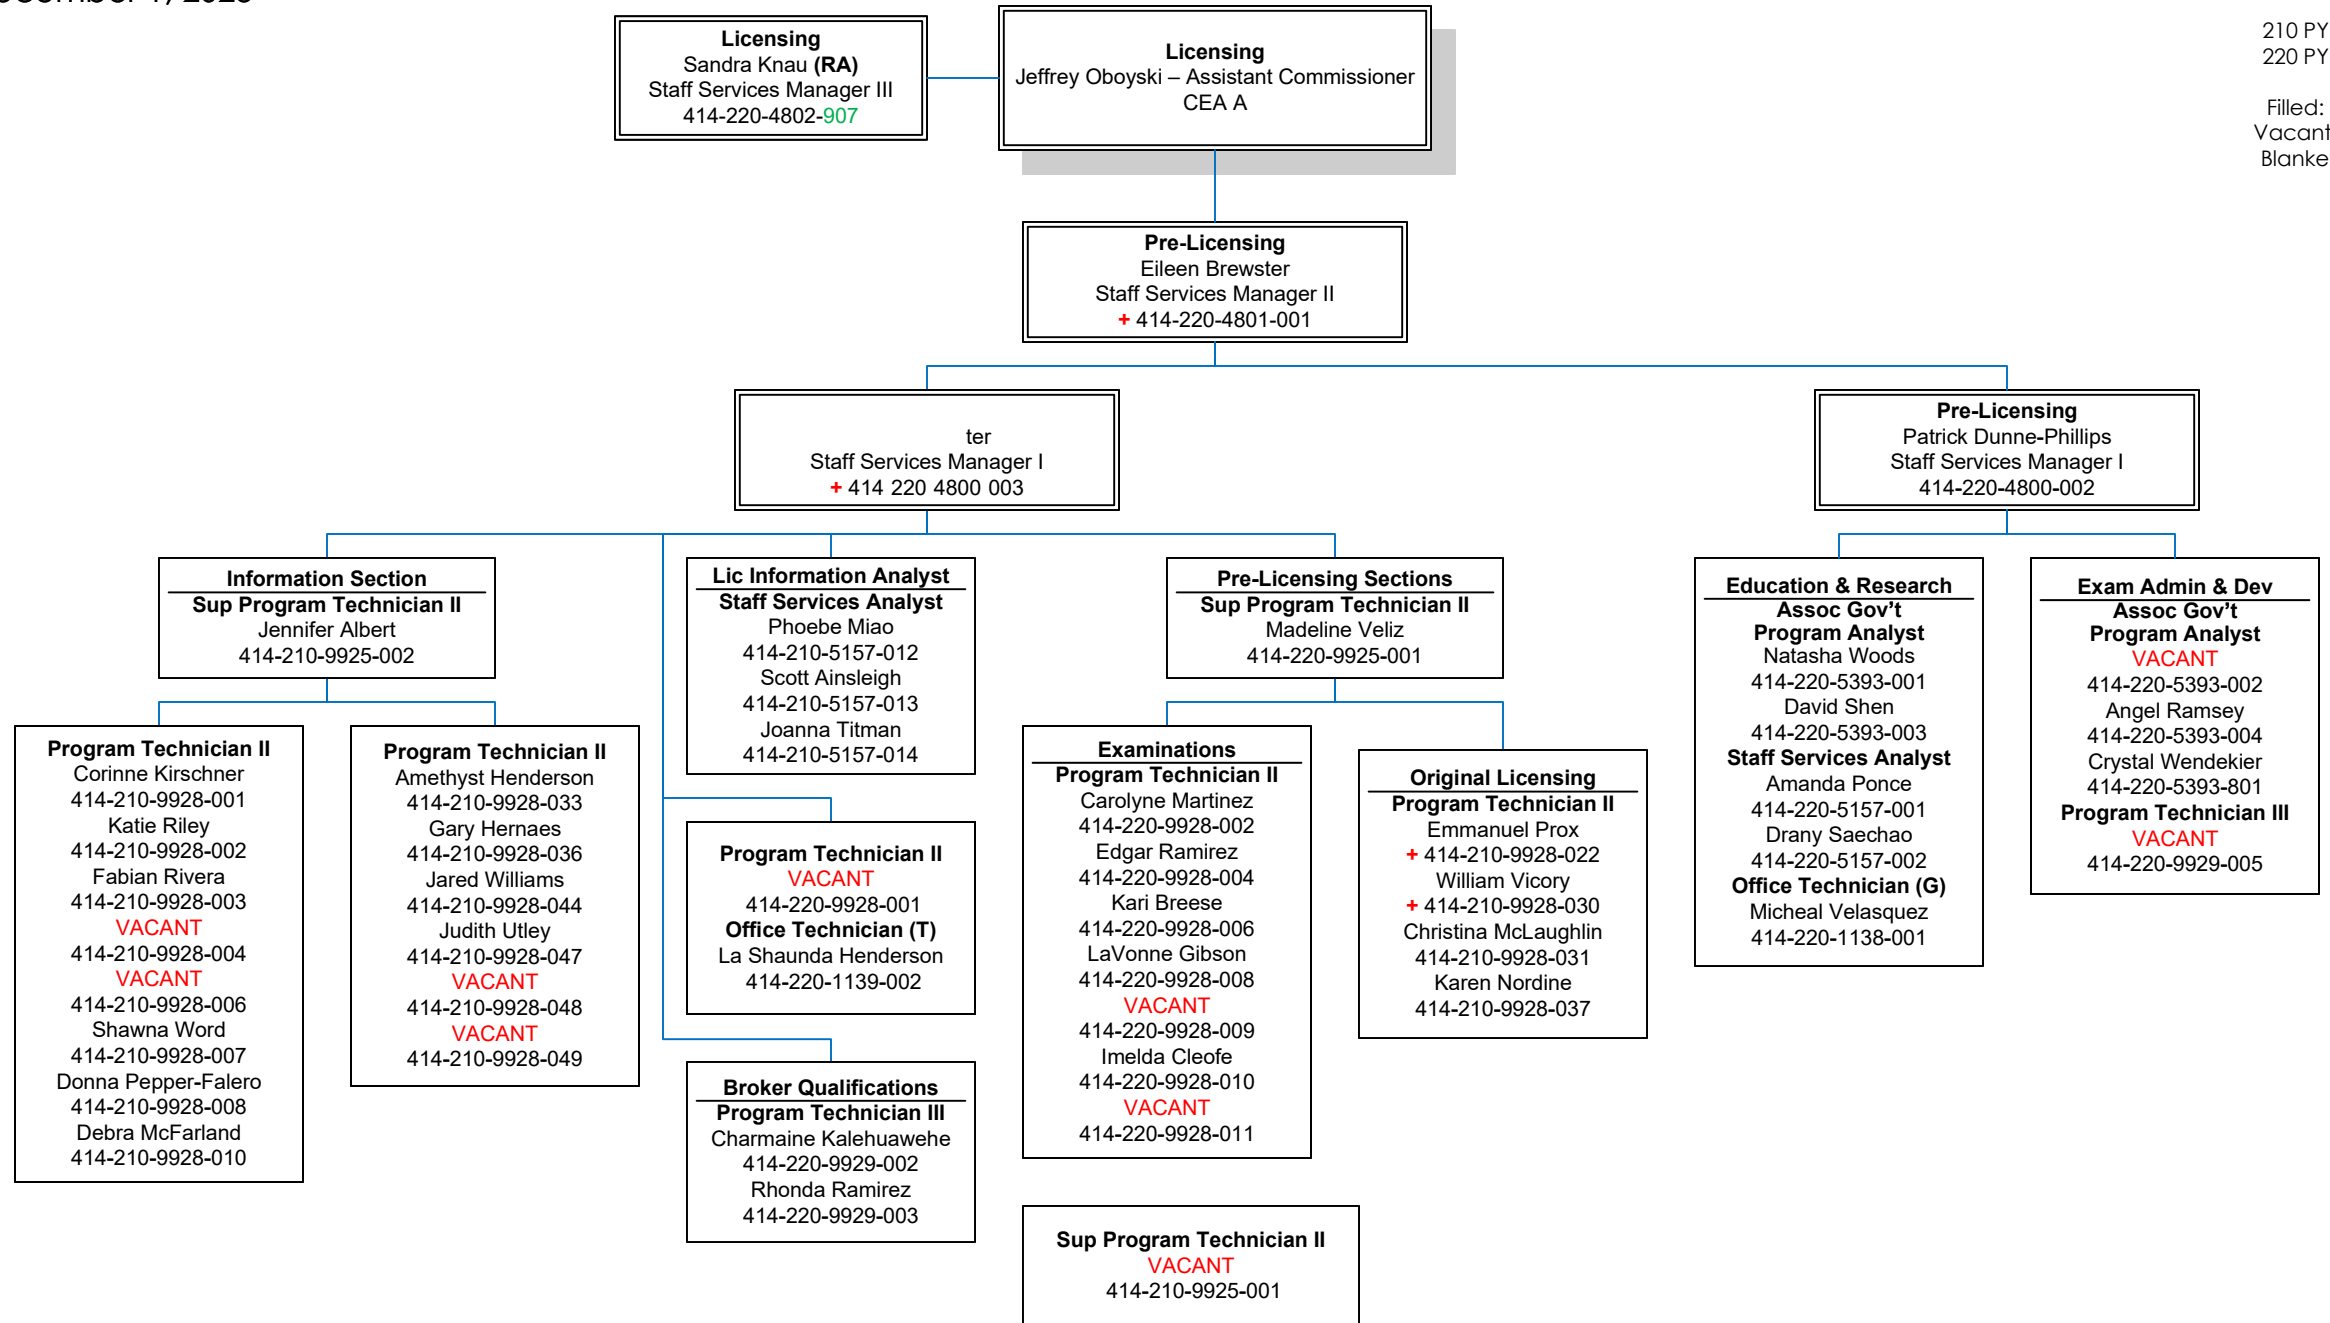 210 PY
220 PY
Filled:
Vacant
Blanke
Licensing
Sandra Knau (RA)
Staff Services Manager III
414-220-4802-907
Licensing
Jeffrey Oboyski – Assistant Commissioner
CEA A
Pre-Licensing
Eileen Brewster
Staff Services Manager II
+ 414-220-4801-001
ter
Staff Services Manager I
+ 414 220 4800 003
Pre-Licensing
Patrick Dunne-Phillips
Staff Services Manager I
414-220-4800-002
Information Section
Sup Program Technician II
Jennifer Albert
414-210-9925-002
Program Technician II
Corinne Kirschner
414-210-9928-001
Katie Riley
414-210-9928-002
Fabian Rivera
414-210-9928-003
VACANT
414-210-9928-004
VACANT
414-210-9928-006
Shawna Word
414-210-9928-007
Donna Pepper-Falero
414-210-9928-008
Debra McFarland
414-210-9928-010
Program Technician II
Amethyst Henderson
414-210-9928-033
Gary Hernaes
414-210-9928-036
Jared Williams
414-210-9928-044
Judith Utley
414-210-9928-047
VACANT
414-210-9928-048
VACANT
414-210-9928-049
Lic Information Analyst
Staff Services Analyst
Phoebe Miao
414-210-5157-012
Scott Ainsleigh
414-210-5157-013
Joanna Titman
414-210-5157-014
Program Technician II
VACANT
414-220-9928-001
Office Technician (T)
La Shaunda Henderson
414-220-1139-002
Broker Qualifications
Program Technician III
Charmaine Kalehuawehe
414-220-9929-002
Rhonda Ramirez
414-220-9929-003
Pre-Licensing Sections
Sup Program Technician II
Madeline Veliz
414-220-9925-001
Examinations
Program Technician II
Carolyne Martinez
414-220-9928-002
Edgar Ramirez
414-220-9928-004
Kari Breese
414-220-9928-006
LaVonne Gibson
414-220-9928-008
VACANT
414-220-9928-009
Imelda Cleofe
414-220-9928-010
VACANT
414-220-9928-011
Original Licensing
Program Technician II
Emmanuel Prox
+ 414-210-9928-022
William Vicory
+ 414-210-9928-030
Christina McLaughlin
414-210-9928-031
Karen Nordine
414-210-9928-037
Sup Program Technician II
VACANT
414-210-9925-001
Education & Research
Assoc Gov’t
Program Analyst
Natasha Woods
414-220-5393-001
David Shen
414-220-5393-003
Staff Services Analyst
Amanda Ponce
414-220-5157-001
Drany Saechao
414-220-5157-002
Office Technician (G)
Micheal Velasquez
414-220-1138-001
Exam Admin & Dev
Assoc Gov’t
Program Analyst
VACANT
414-220-5393-002
Angel Ramsey
414-220-5393-004
Crystal Wendekier
414-220-5393-801
Program Technician III
VACANT
414-220-9929-005